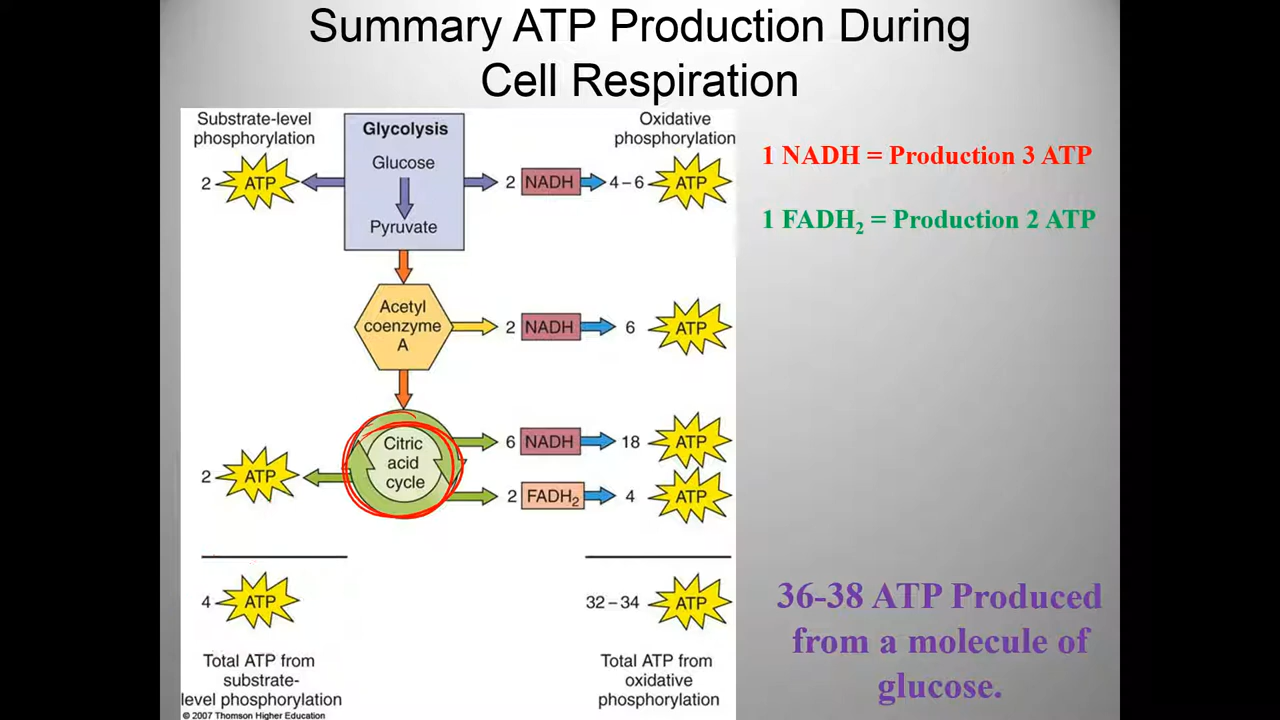 Summary ATP Production During
Cell Respiration
Substrate-level
phosphorylation
Glycolysis
Oxidative
phosphorylation
1 NADH = Production 3 ATP
Glucose
2 ATP
2 NADH 4–6 ATP
1 FADH₂ = Production 2 ATP
Pyruvate
Acetyl
coenzyme
A
2 NADH 6 ATP
Citric
acid
cycle
6 NADH 18 ATP
2 ATP
2 FADH₂ 4 ATP
4 ATP
32–34 ATP
36-38 ATP Produced
from a molecule of
glucose.
Total ATP from
substrate-
level phosphorylation
Total ATP from
oxidative
phosphorylation
© 2007 Thomson Higher Education